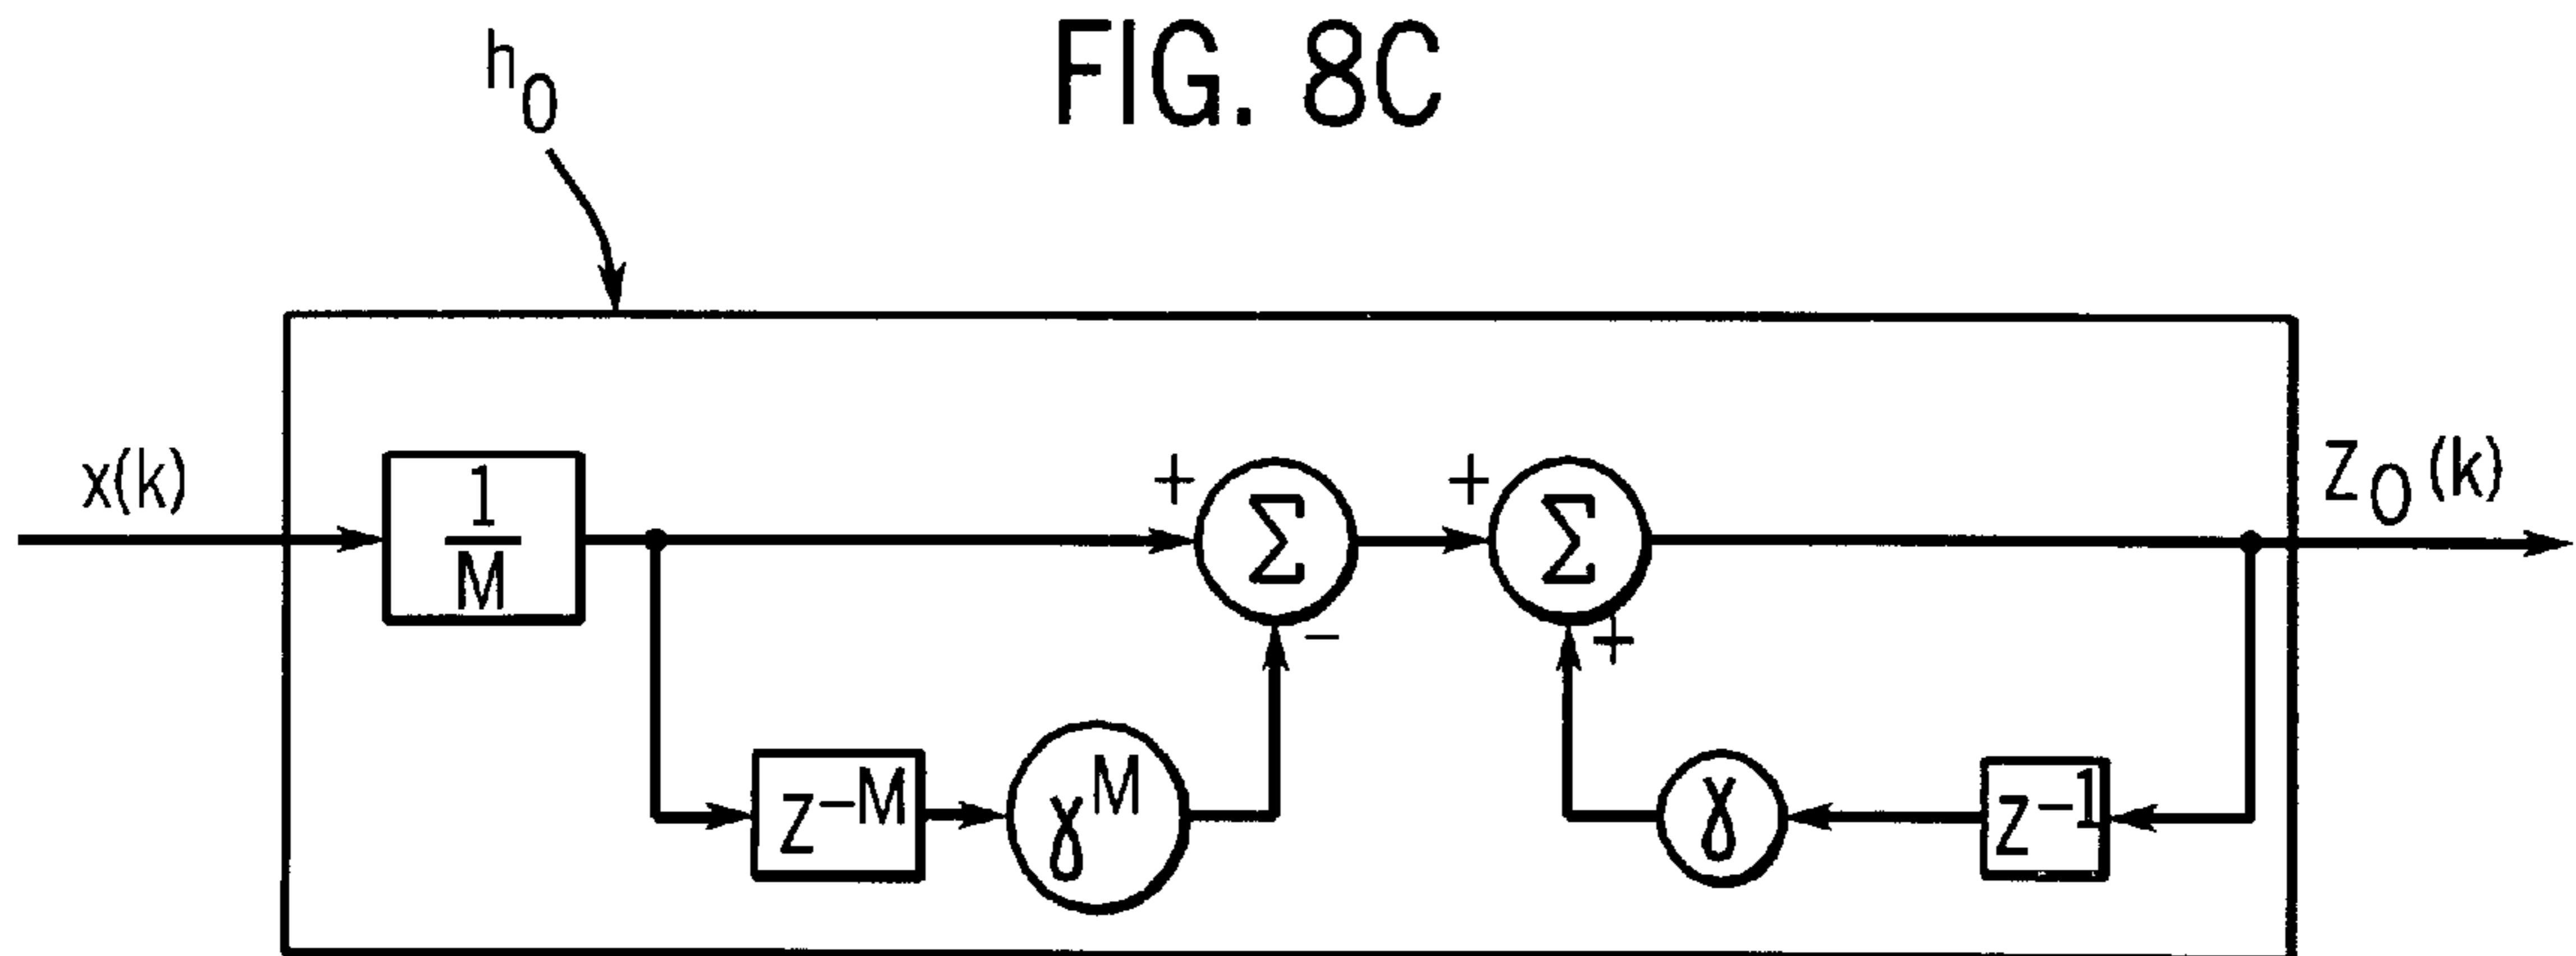 FIG. 8C
h₀
x(k)
1
M
+
Σ
−
+
Σ
+
Z₀(k)
Z⁻ᴹ
γᴹ
γ
Z⁻¹